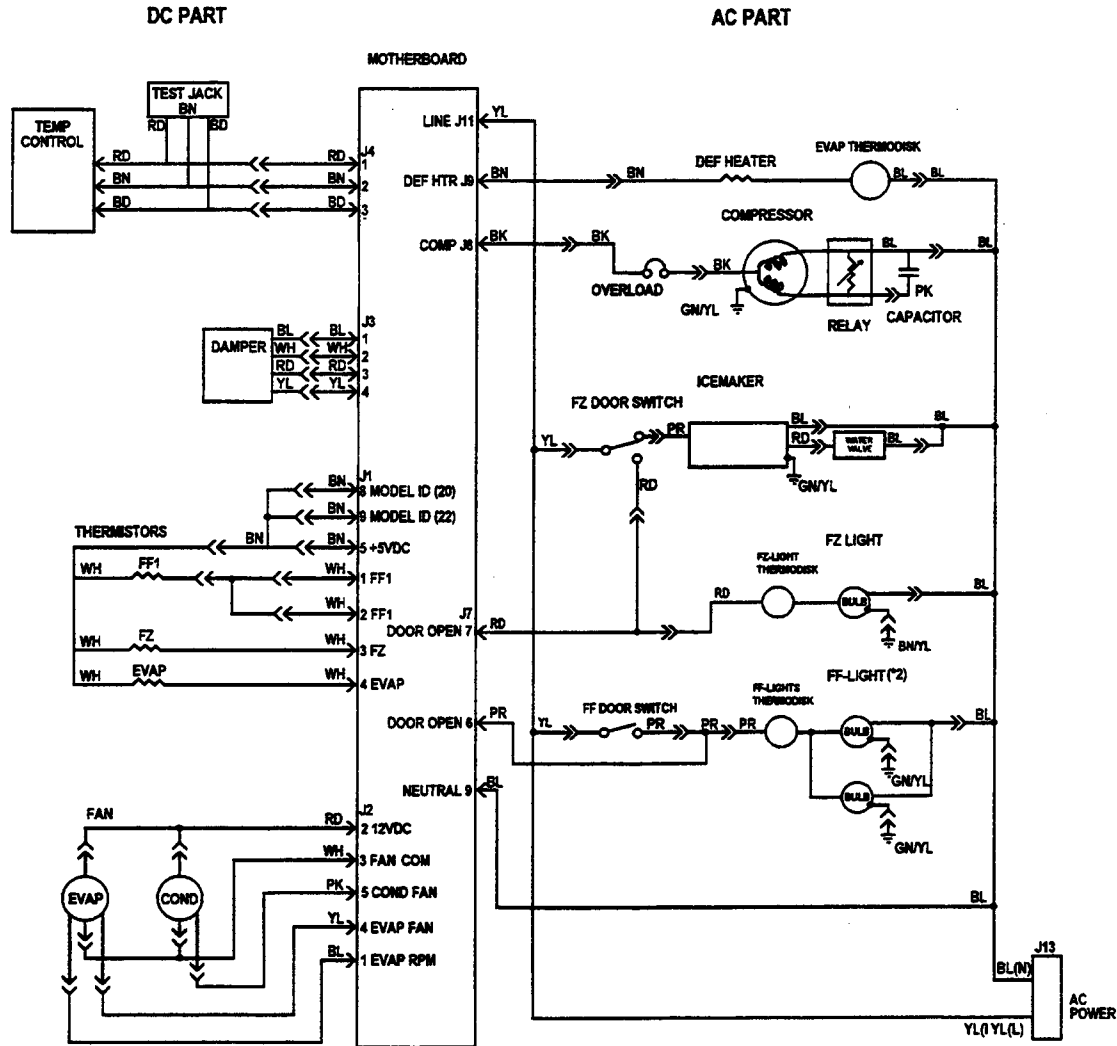 DC PART
AC PART
MOTHERBOARD
TEST JACK
BN
RD
BD
TEMP
CONTROL
RD
RD
J4
1
BN
BN
2
BD
BD
3
LINE J11
YL
DEF HTR J9
BN
BN
DEF HEATER
EVAP THERMODISK
BL
BL
BL
COMPRESSOR
COMP J8
BK
BK
OVERLOAD
BK
GN/YL
BL
BL
PK
RELAY
CAPACITOR
J3
DAMPER
BL
BL
1
WH
WH
2
RD
RD
3
YL
YL
4
ICEMAKER
FZ DOOR SWITCH
YL
PR
BL
BL
RD
WATER
VALVE
BL
GN/YL
RD
J1
BN
8 MODEL ID (20)
BN
9 MODEL ID (22)
THERMISTORS
BN
BN
5 +5VDC
WH
FF1
WH
1 FF1
WH
2 FF1
WH
FZ
WH
3 FZ
WH
EVAP
WH
4 EVAP
FZ LIGHT
FZ-LIGHT
THERMODISK
J7
DOOR OPEN 7
RD
RD
BULB
BL
BN/YL
FF-LIGHT(*2)
FF-LIGHTS
THERMODISK
DOOR OPEN 6
PR
YL
FF DOOR SWITCH
PR
PR
PR
BULB
BL
GN/YL
BULB
GN/YL
NEUTRAL 9
BL
J2
FAN
RD
2 12VDC
WH
3 FAN COM
EVAP
COND
PK
5 COND FAN
YL
4 EVAP FAN
BL
1 EVAP RPM
BL
J13
BL(N)
AC
POWER
YL(I YL(L)